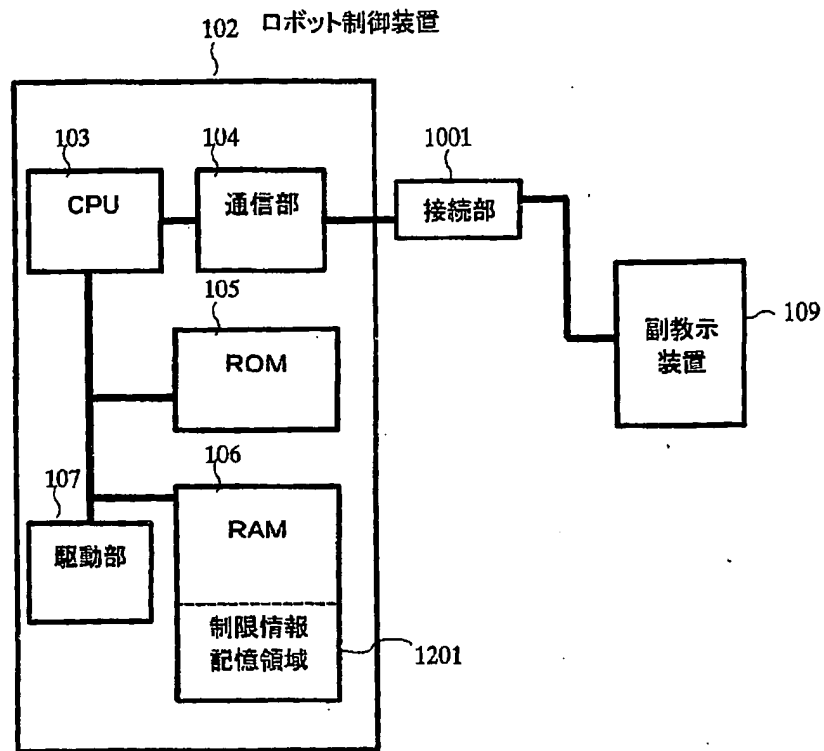 102 ロボット制御装置
103
104
1001
CPU
通信部
接続部
105
ROM
副教示
装置
109
106
107
RAM
駆動部
制限情報
記憶領域
1201